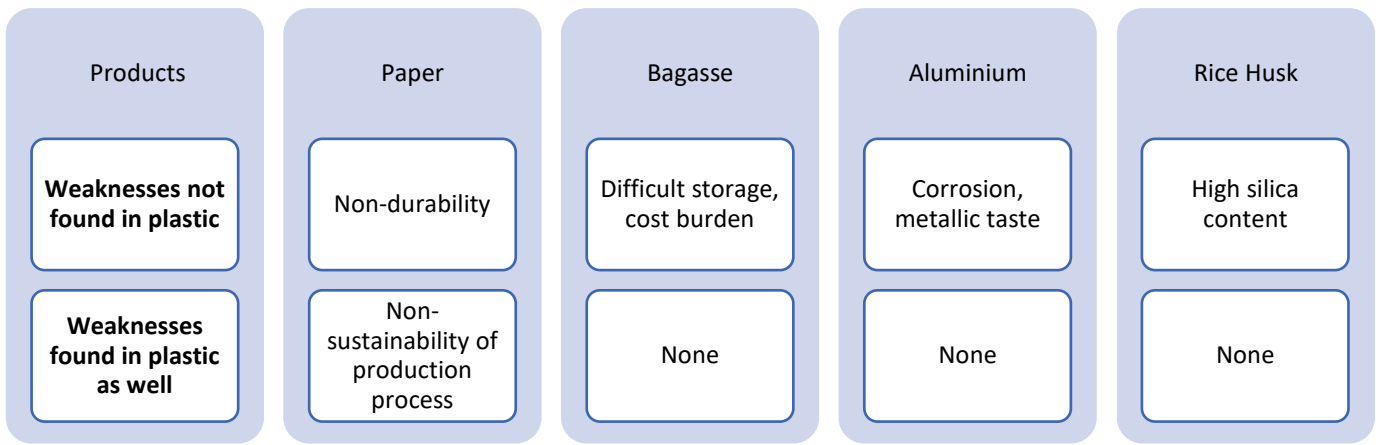 Products
Weaknesses not
found in plastic
Weaknesses
found in plastic
as well
Paper
Non-durability
Non-
sustainability of
production
process
Bagasse
Difficult storage,
cost burden
None
Aluminium
Corrosion,
metallic taste
None
Rice Husk
High silica
content
None